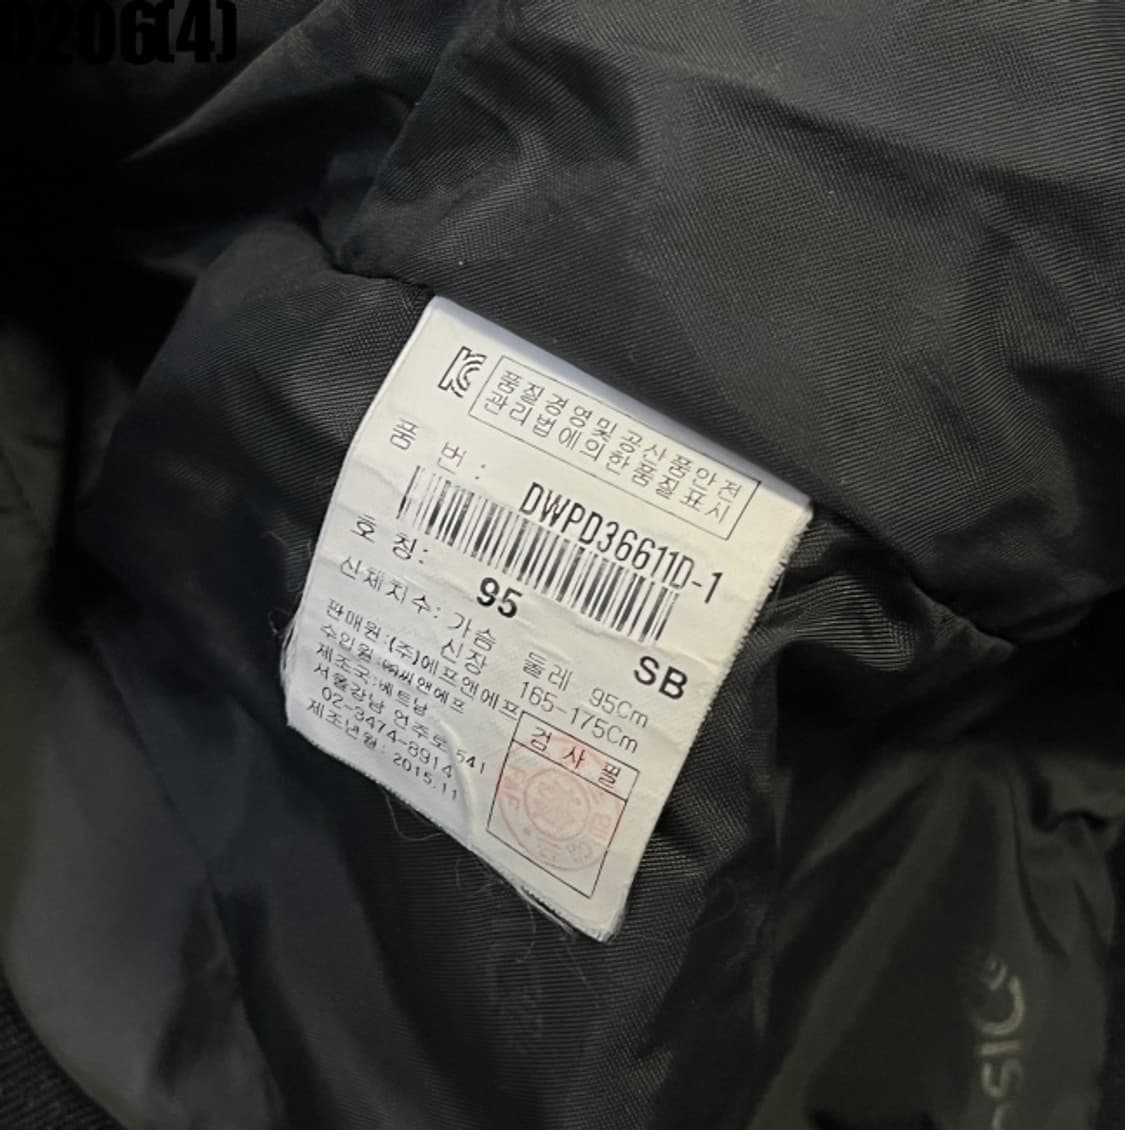 0206(4)
품질경영및공산품안전
관리법에의한품질표시
품 번 : DWPD36611D-1
호 칭: 95 SB
신체치수: 가슴 둘레 95Cm
신장 165-175Cm
판매원:(주)에프앤에프
수입원:㈜씨앤에프
제조국:베트남
서울강남 언주로 541
02-3474-8914
제조년월: 2015.11
검 사 필
SIC